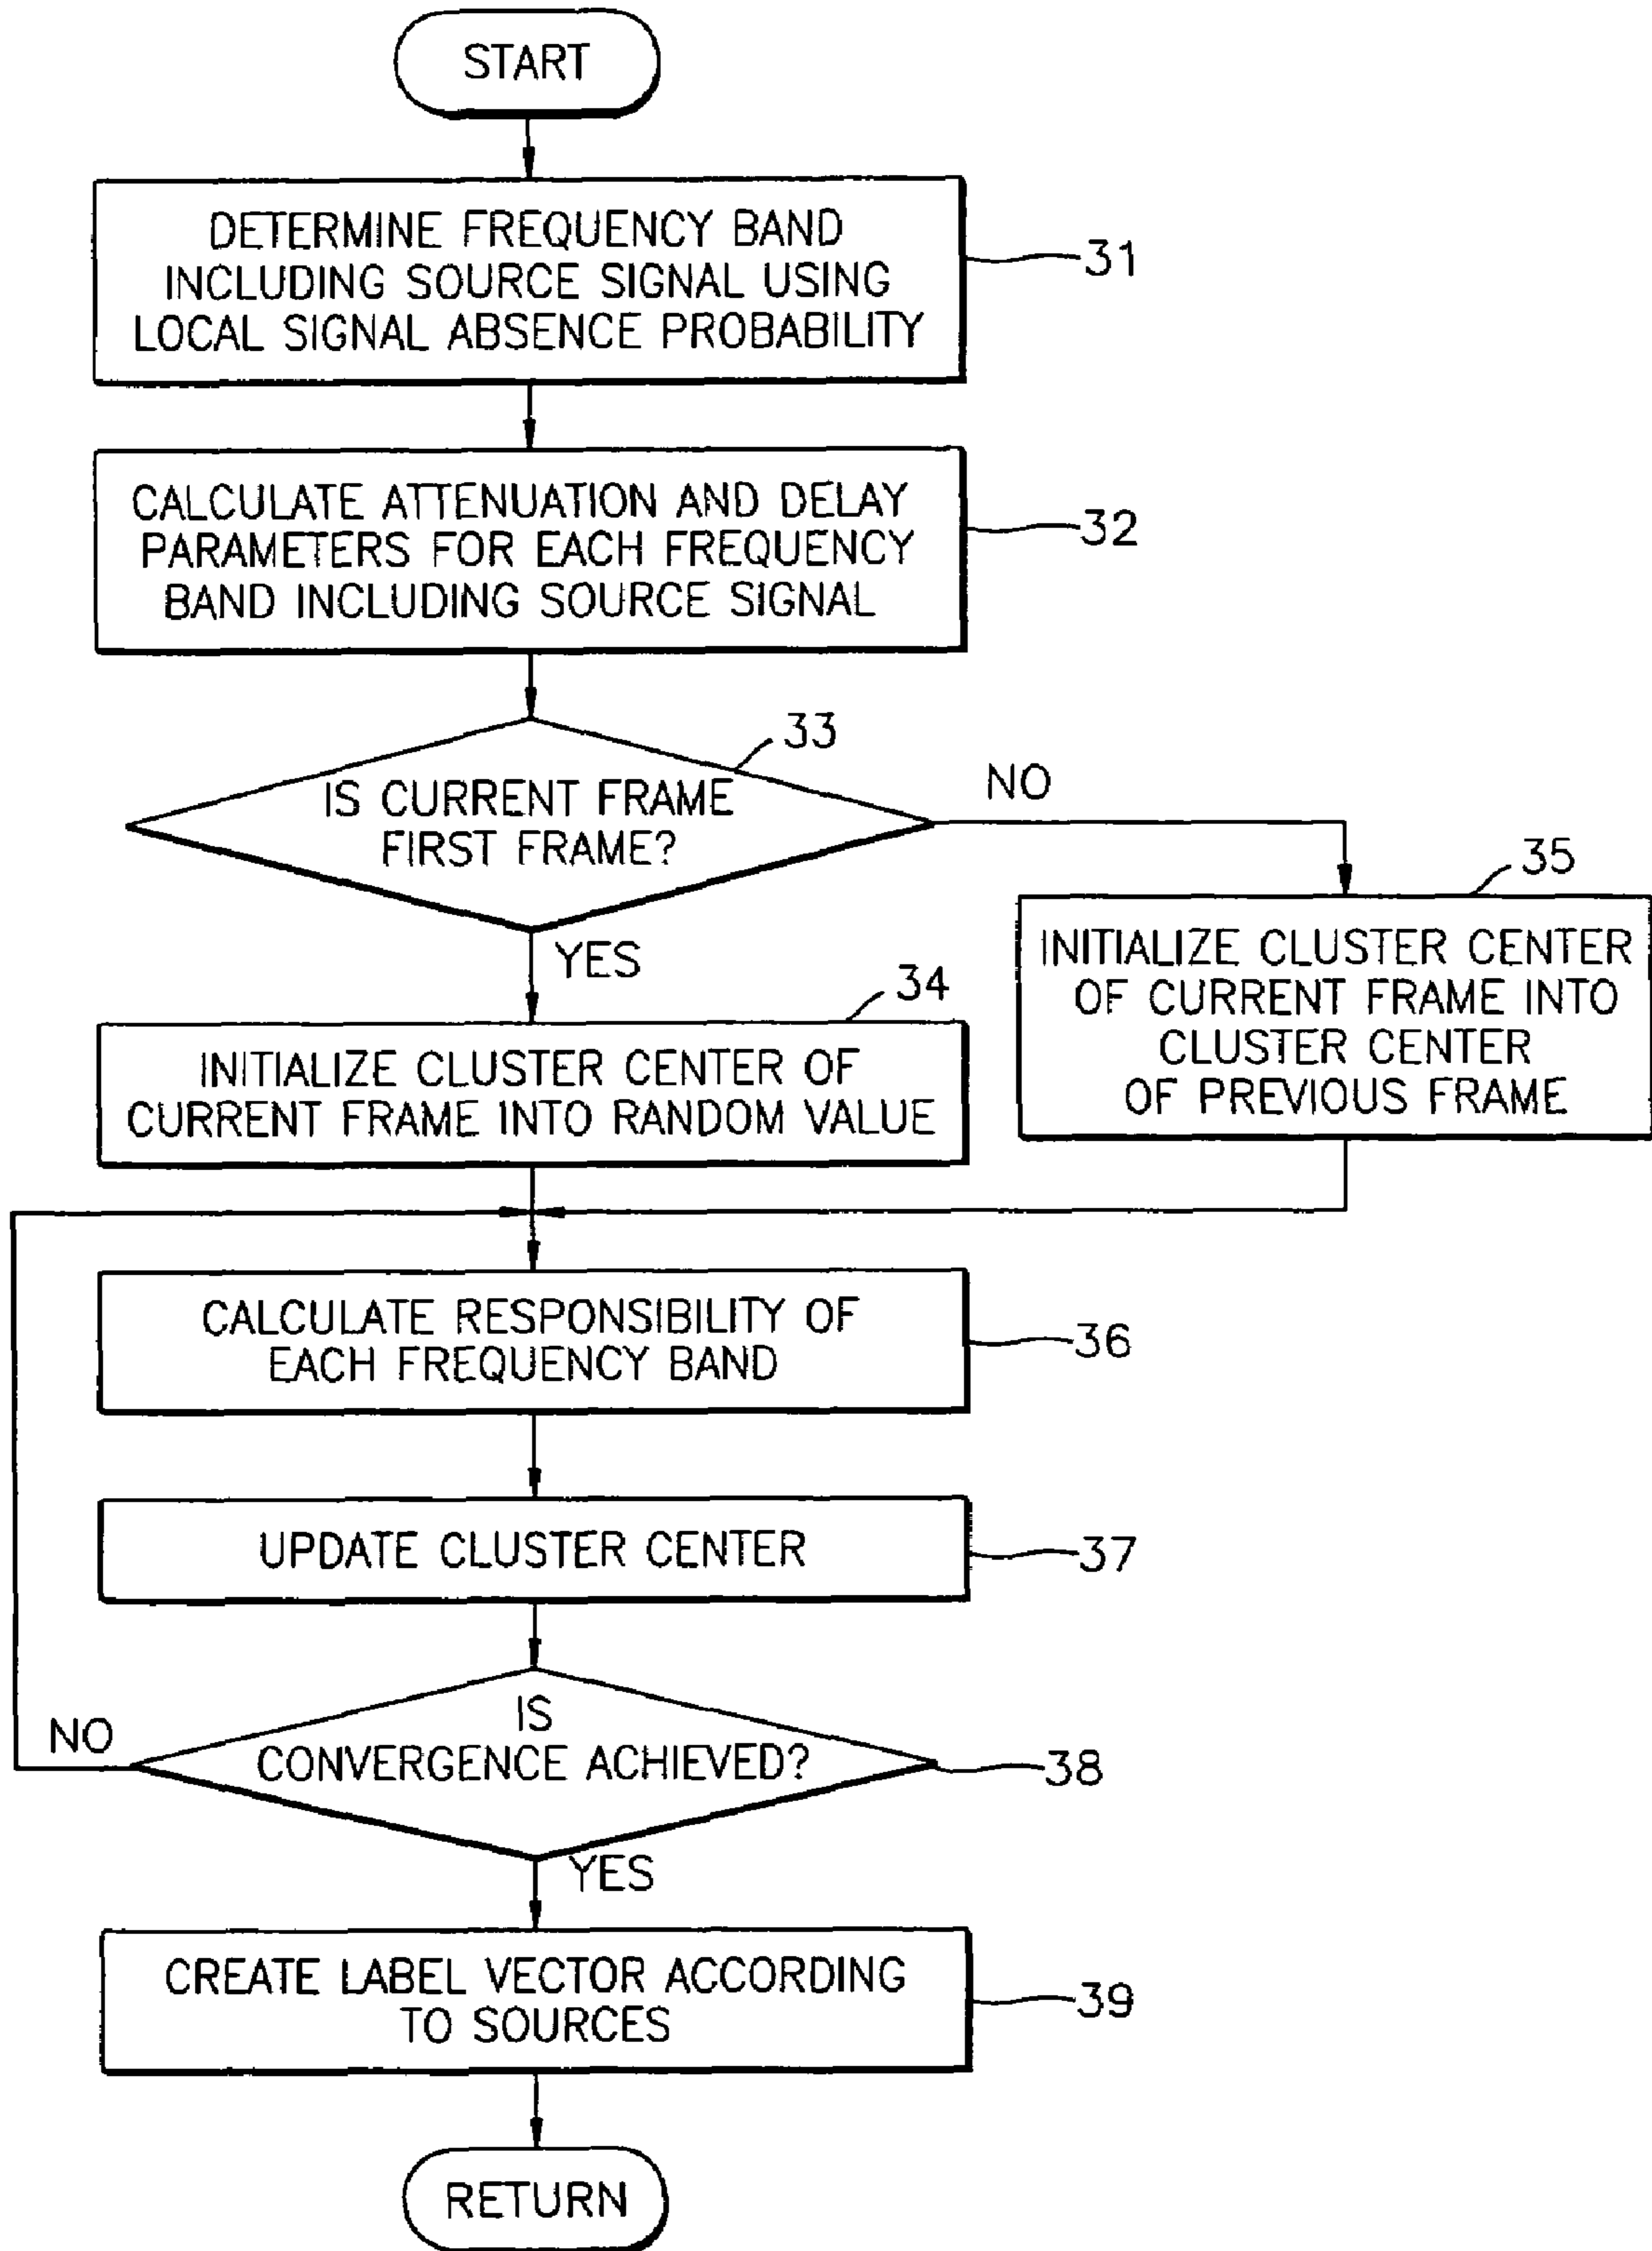 START
DETERMINE FREQUENCY BAND
INCLUDING SOURCE SIGNAL USING
LOCAL SIGNAL ABSENCE PROBABILITY
31
CALCULATE ATTENUATION AND DELAY
PARAMETERS FOR EACH FREQUENCY
BAND INCLUDING SOURCE SIGNAL
32
33
IS CURRENT FRAME
FIRST FRAME?
NO
YES
35
INITIALIZE CLUSTER CENTER
OF CURRENT FRAME INTO
CLUSTER CENTER
OF PREVIOUS FRAME
34
INITIALIZE CLUSTER CENTER OF
CURRENT FRAME INTO RANDOM VALUE
CALCULATE RESPONSIBILITY OF
EACH FREQUENCY BAND
36
UPDATE CLUSTER CENTER
37
IS
CONVERGENCE ACHIEVED?
38
NO
YES
CREATE LABEL VECTOR ACCORDING
TO SOURCES
39
RETURN